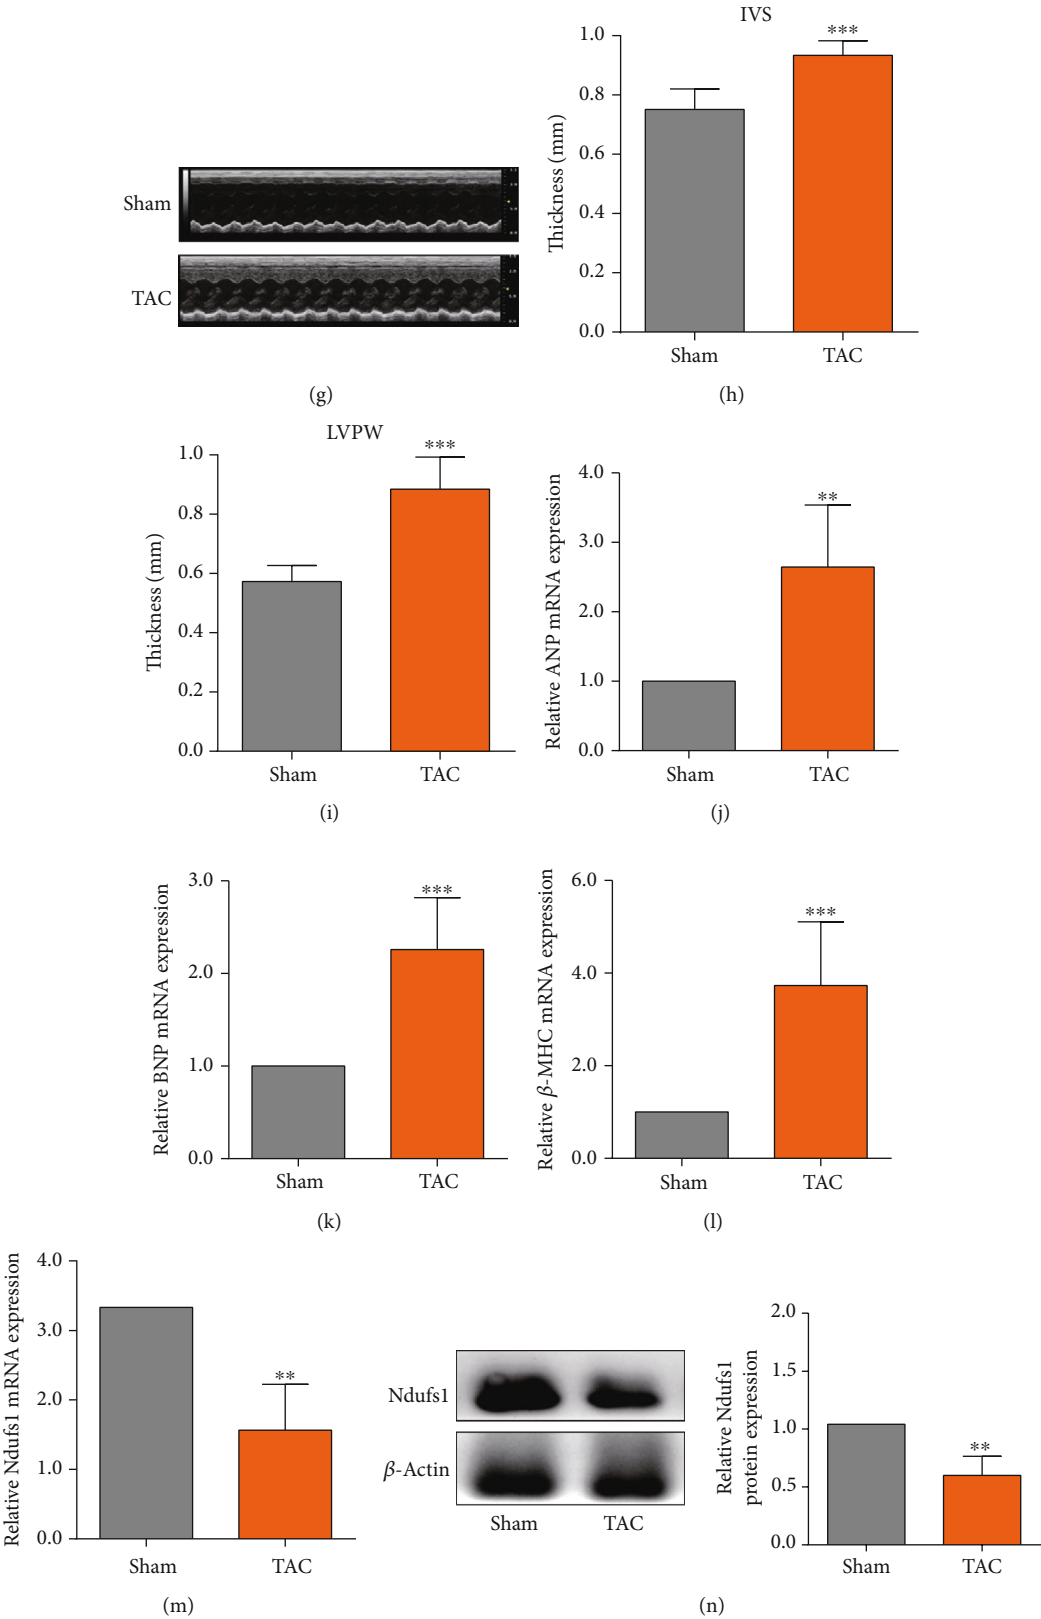 IVS
Thickness (mm)
1.0
0.8
0.6
0.4
0.2
0.0
***
Sham
TAC
Sham
TAC
(g)
(h)
LVPW
Thickness (mm)
1.0
0.8
0.6
0.4
0.2
0.0
***
Sham
TAC
(i)
Relative ANP mRNA expression
4.0
3.0
2.0
1.0
0.0
**
Sham
TAC
(j)
Relative BNP mRNA expression
3.0
2.0
1.0
0.0
***
Sham
TAC
(k)
Relative β-MHC mRNA expression
6.0
4.0
2.0
0.0
***
Sham
TAC
(l)
Relative Ndufs1 mRNA expression
4.0
3.0
2.0
1.0
0.0
**
Sham
TAC
(m)
Ndufs1
β-Actin
Sham
TAC
Relative Ndufs1
protein expression
2.0
1.5
1.0
0.5
0.0
**
Sham
TAC
(n)